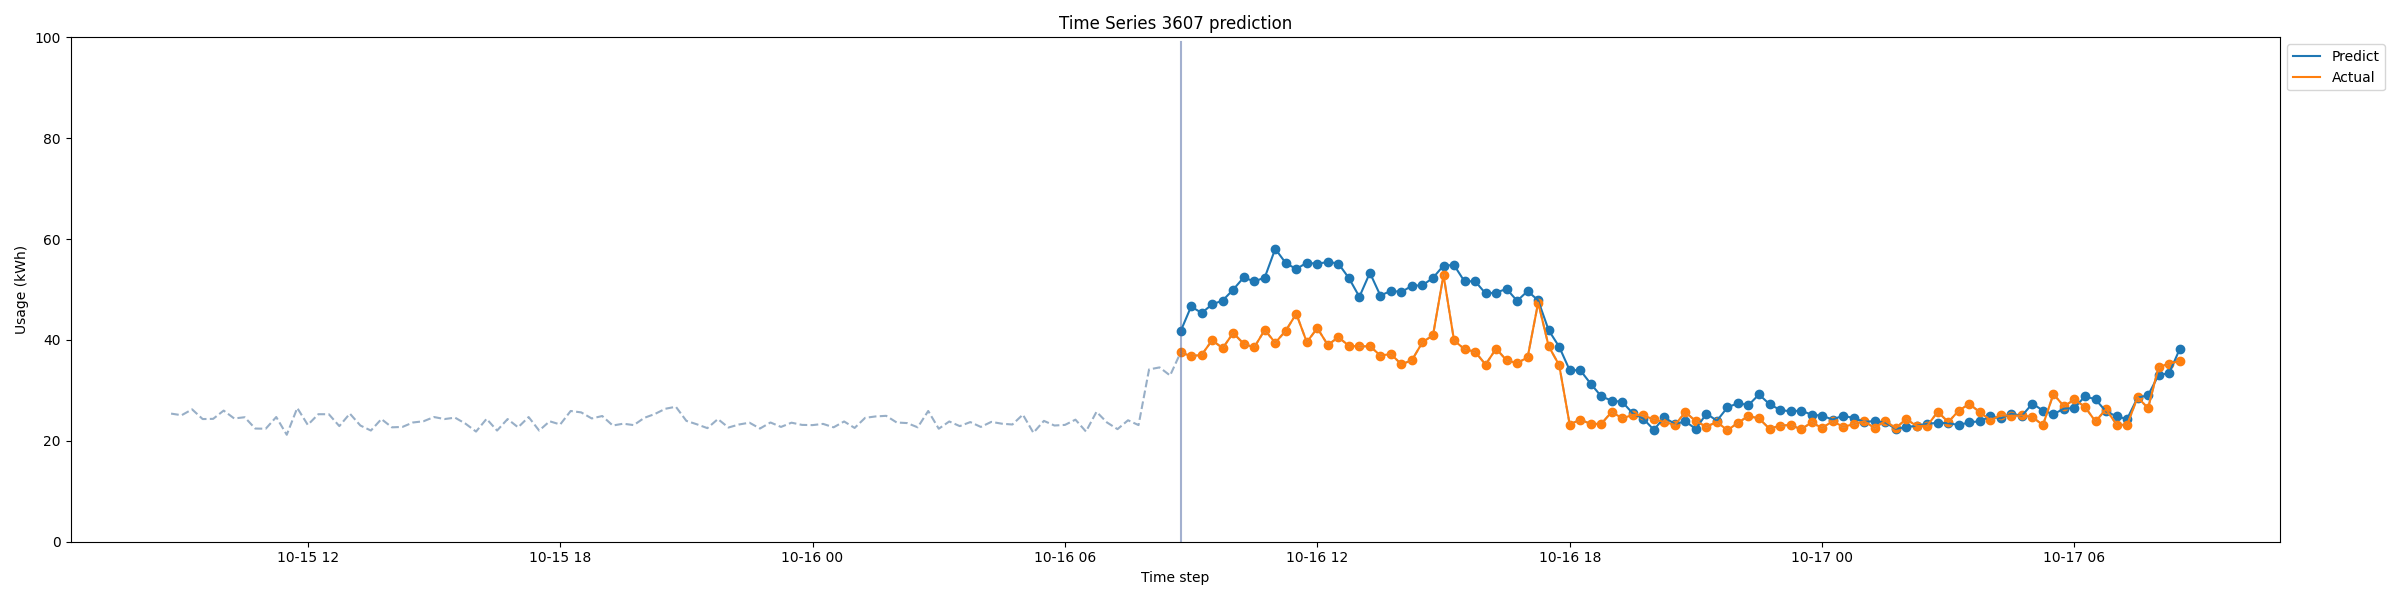 Time Series 3607 prediction
100
80
60
40
20
0
Usage (kWh)
10-15 12
10-15 18
10-16 00
10-16 06
10-16 12
10-16 18
10-17 00
10-17 06
Time step
Predict
Actual